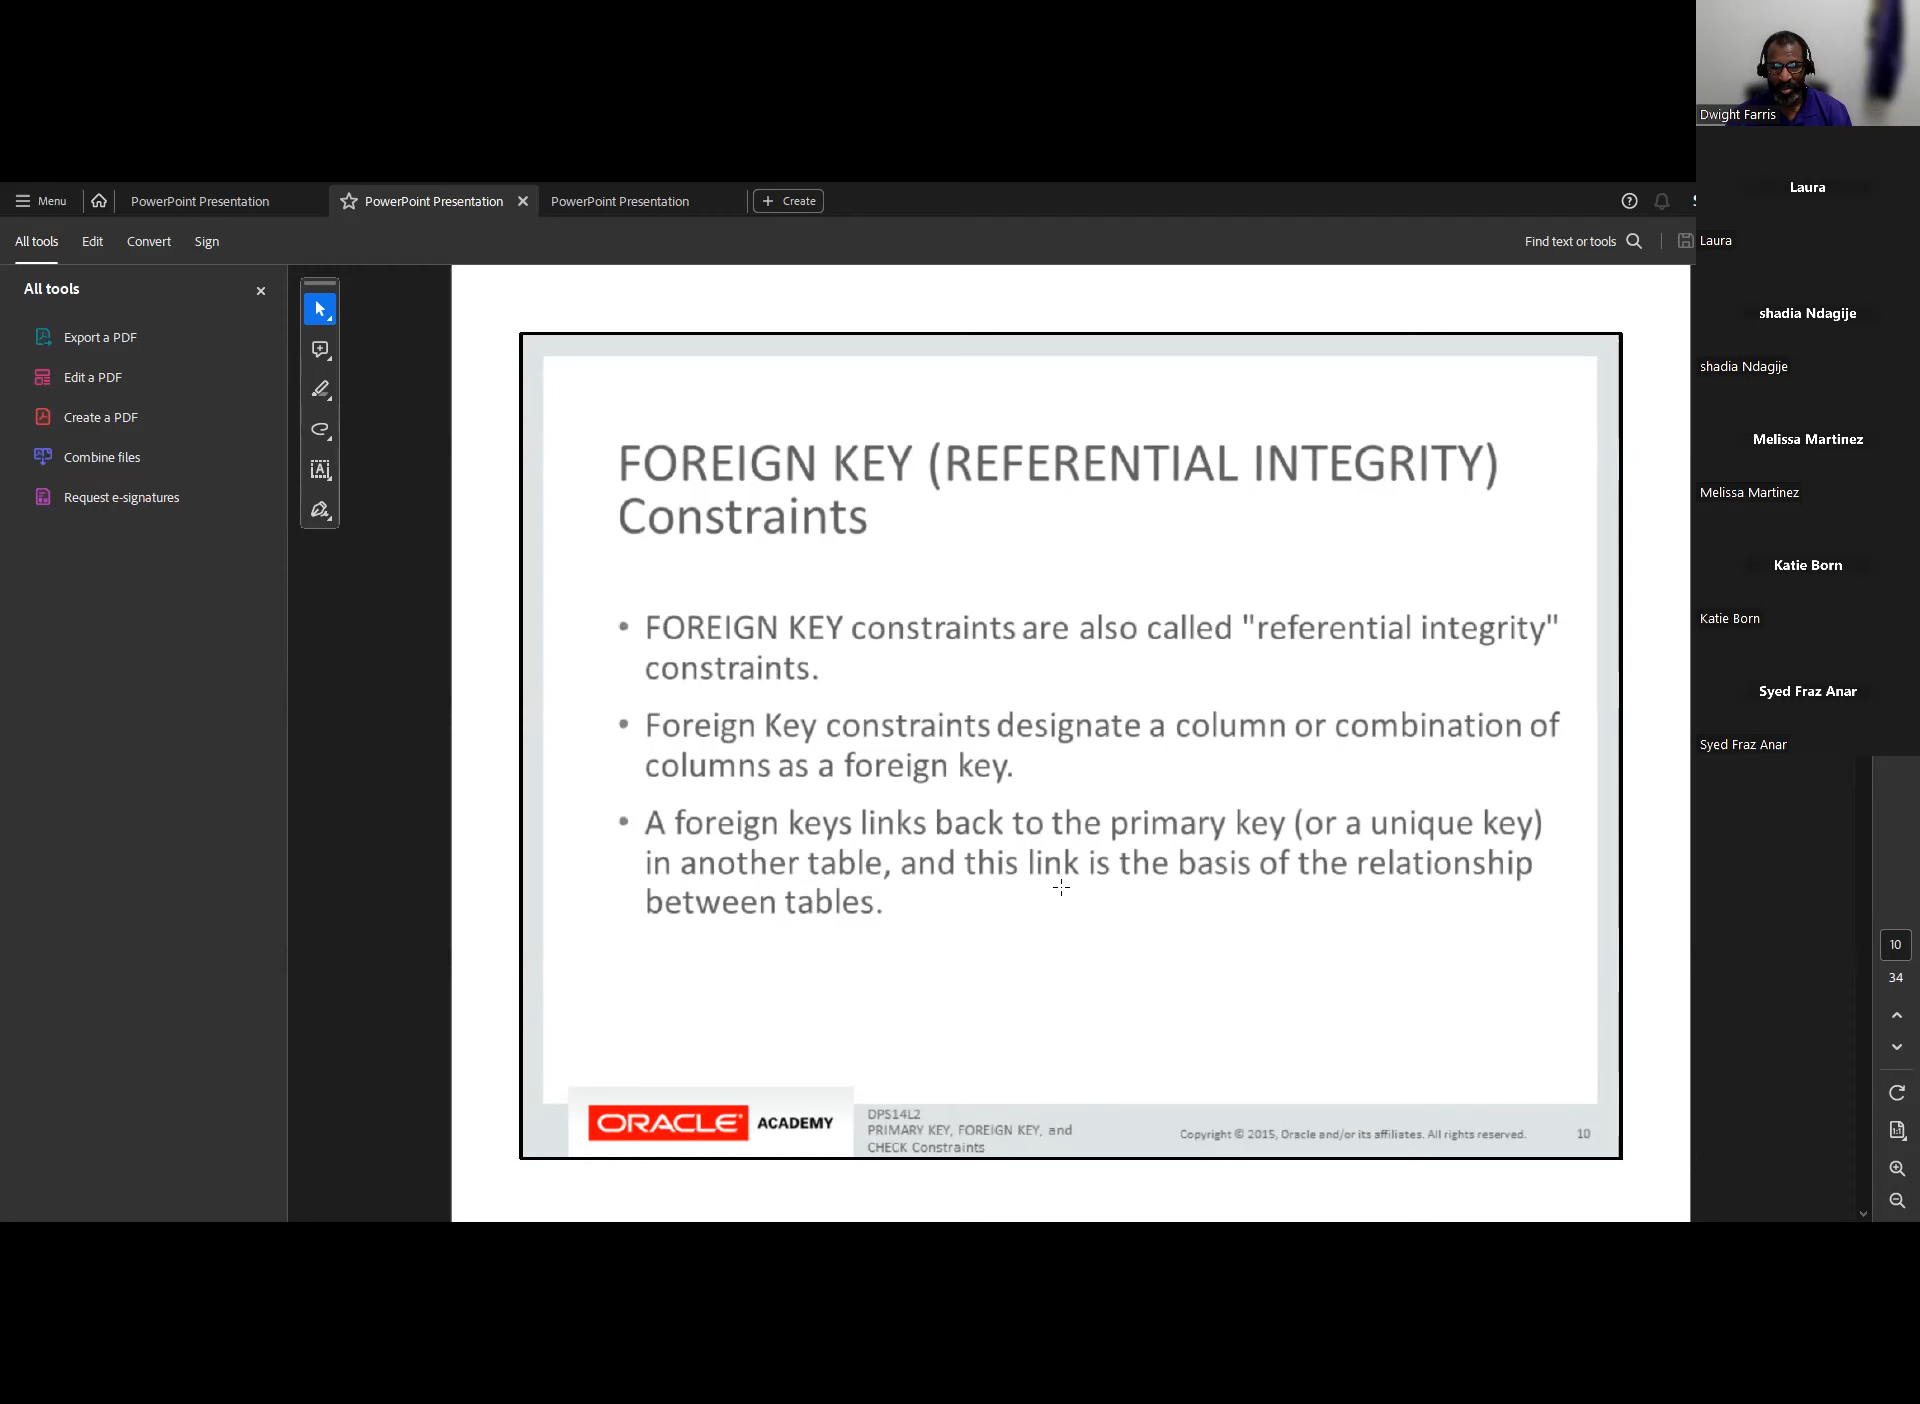 Dwight Farris
Menu
PowerPoint Presentation
PowerPoint Presentation
PowerPoint Presentation
Create
All tools
Edit
Convert
Sign
Find text or tools
All tools
Export a PDF
Edit a PDF
Create a PDF
Combine files
Request e-signatures
FOREIGN KEY (REFERENTIAL INTEGRITY)
Constraints
• FOREIGN KEY constraints are also called "referential integrity"
constraints.
• Foreign Key constraints designate a column or combination of
columns as a foreign key.
• A foreign keys links back to the primary key (or a unique key)
in another table, and this link is the basis of the relationship
between tables.
ORACLE ACADEMY
DPS14L2
PRIMARY KEY, FOREIGN KEY, and
CHECK Constraints
Copyright © 2015, Oracle and/or its affiliates. All rights reserved.
10
Laura
Laura
shadia Ndagije
shadia Ndagije
Melissa Martinez
Melissa Martinez
Katie Born
Katie Born
Syed Fraz Anar
Syed Fraz Anar
10
34